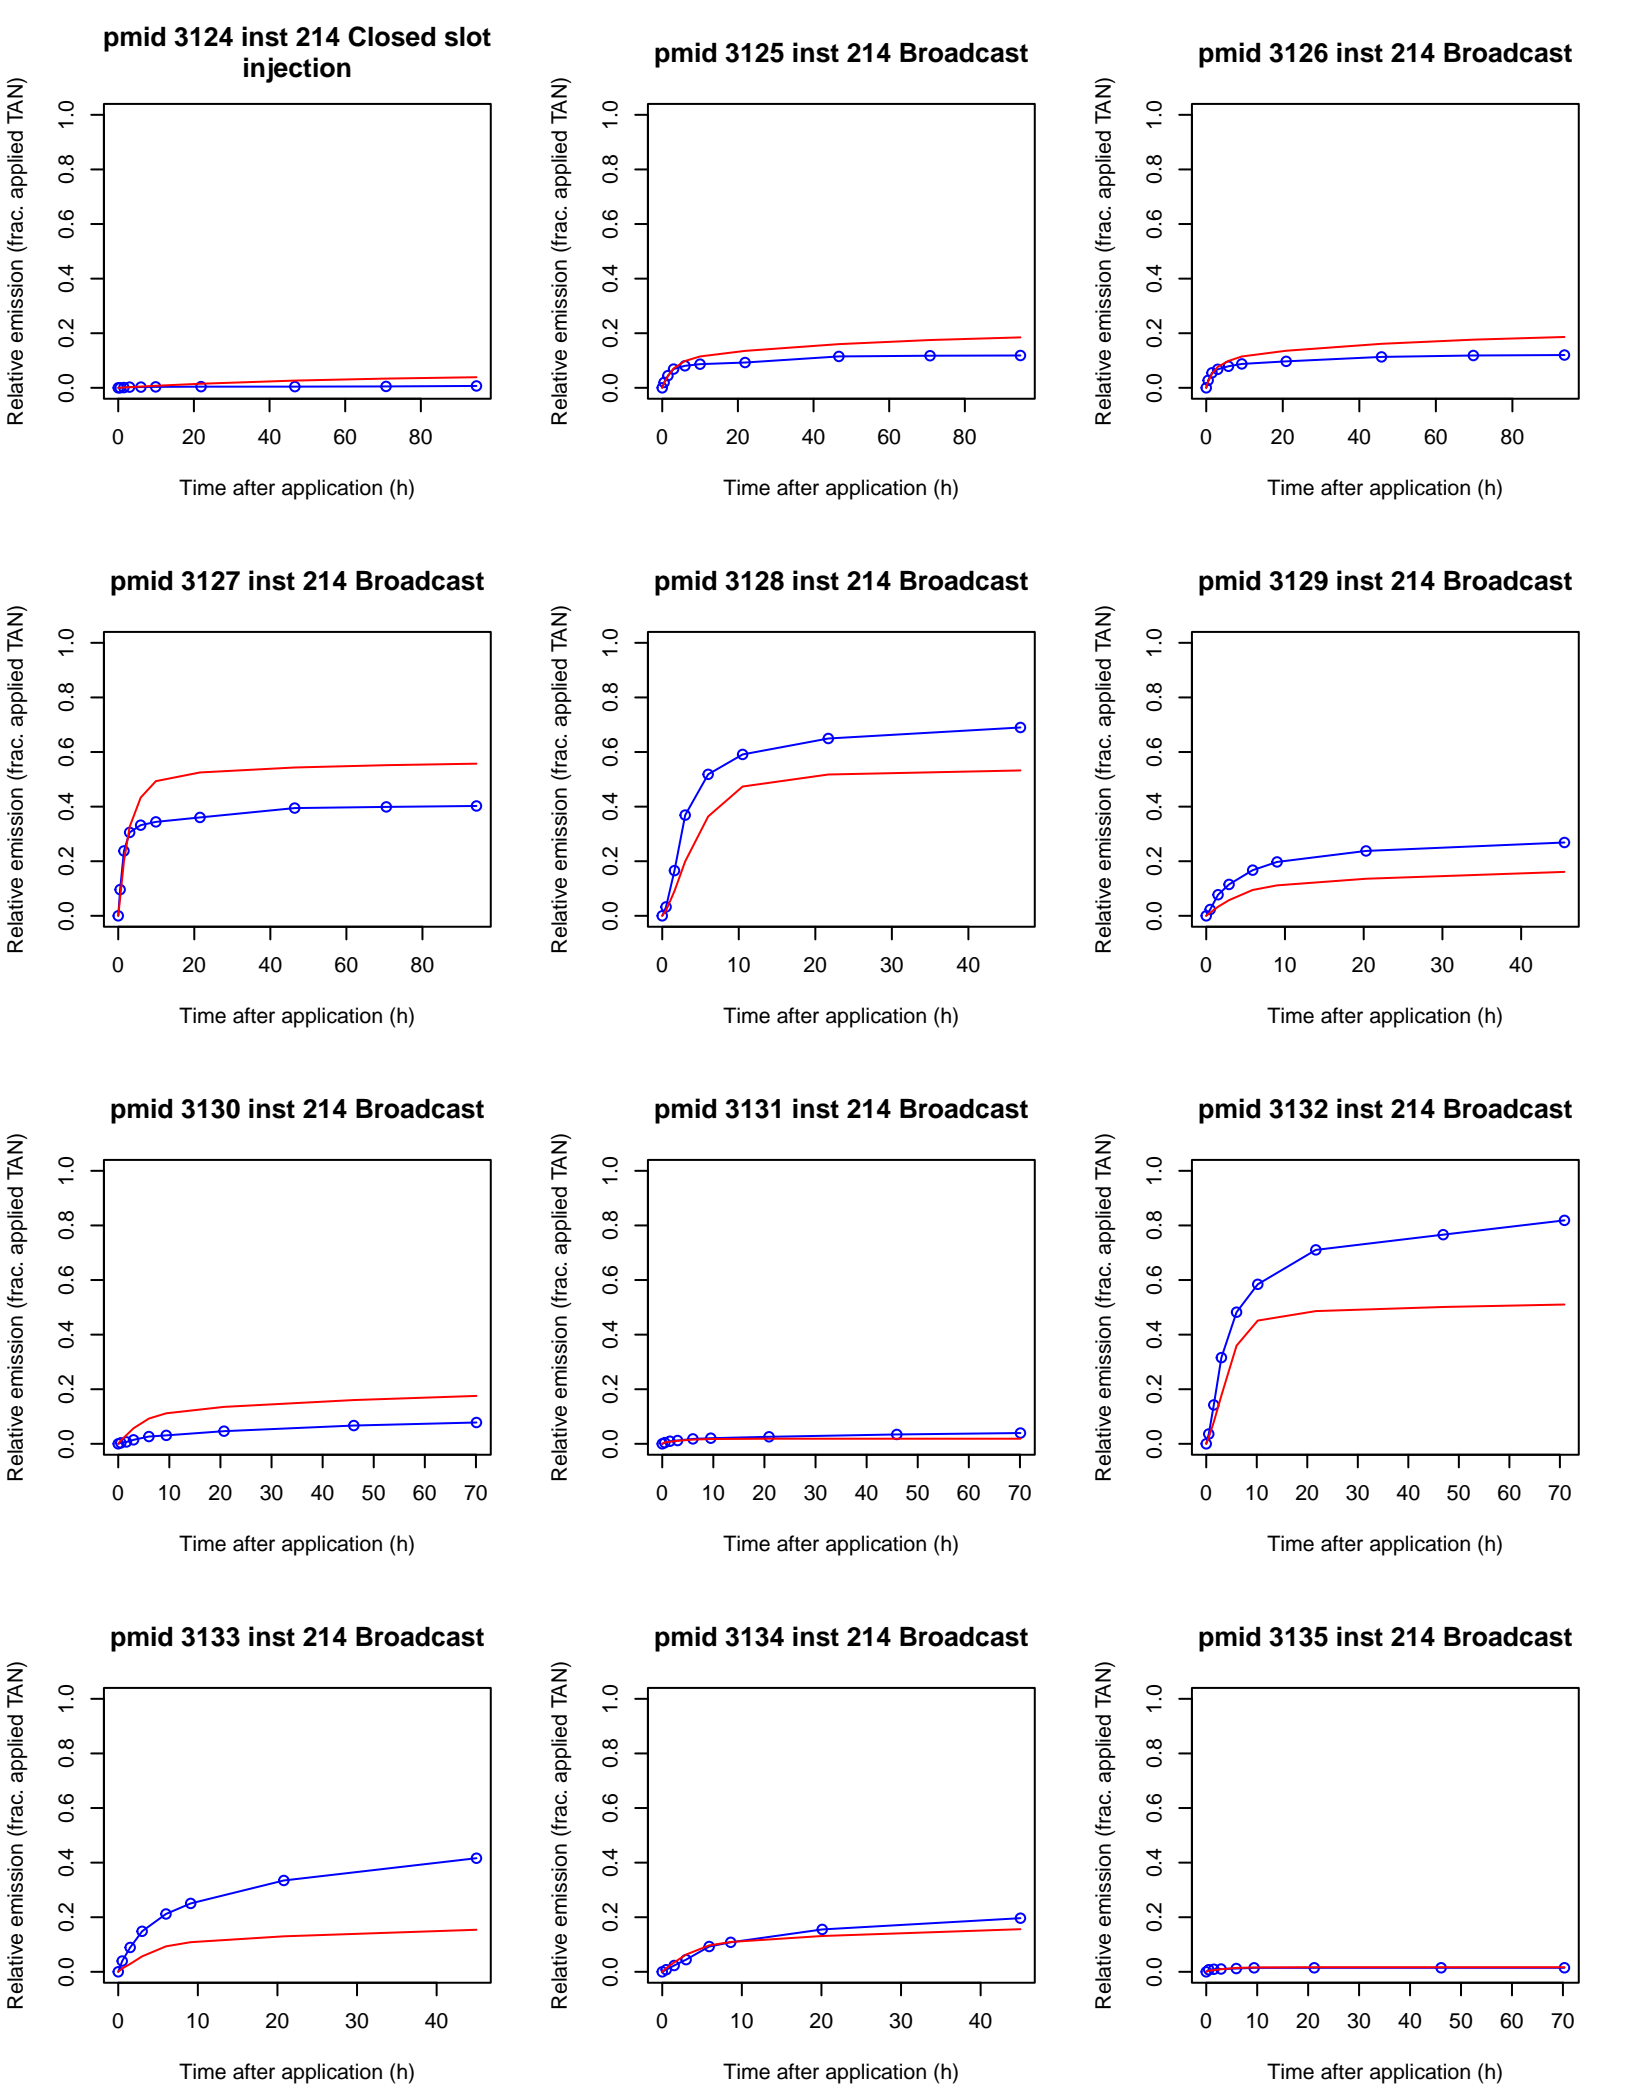 pmid 3124 inst 214 Closed slot
injection
Relative emission (frac. applied TAN)
0.0 0.2 0.4 0.6 0.8 1.0
0 20 40 60 80
Time after application (h)
pmid 3125 inst 214 Broadcast
Relative emission (frac. applied TAN)
0.0 0.2 0.4 0.6 0.8 1.0
0 20 40 60 80
Time after application (h)
pmid 3126 inst 214 Broadcast
Relative emission (frac. applied TAN)
0.0 0.2 0.4 0.6 0.8 1.0
0 20 40 60 80
Time after application (h)
pmid 3127 inst 214 Broadcast
Relative emission (frac. applied TAN)
0.0 0.2 0.4 0.6 0.8 1.0
0 20 40 60 80
Time after application (h)
pmid 3128 inst 214 Broadcast
Relative emission (frac. applied TAN)
0.0 0.2 0.4 0.6 0.8 1.0
0 10 20 30 40
Time after application (h)
pmid 3129 inst 214 Broadcast
Relative emission (frac. applied TAN)
0.0 0.2 0.4 0.6 0.8 1.0
0 10 20 30 40
Time after application (h)
pmid 3130 inst 214 Broadcast
Relative emission (frac. applied TAN)
0.0 0.2 0.4 0.6 0.8 1.0
0 10 20 30 40 50 60 70
Time after application (h)
pmid 3131 inst 214 Broadcast
Relative emission (frac. applied TAN)
0.0 0.2 0.4 0.6 0.8 1.0
0 10 20 30 40 50 60 70
Time after application (h)
pmid 3132 inst 214 Broadcast
Relative emission (frac. applied TAN)
0.0 0.2 0.4 0.6 0.8 1.0
0 10 20 30 40 50 60 70
Time after application (h)
pmid 3133 inst 214 Broadcast
Relative emission (frac. applied TAN)
0.0 0.2 0.4 0.6 0.8 1.0
0 10 20 30 40
Time after application (h)
pmid 3134 inst 214 Broadcast
Relative emission (frac. applied TAN)
0.0 0.2 0.4 0.6 0.8 1.0
0 10 20 30 40
Time after application (h)
pmid 3135 inst 214 Broadcast
Relative emission (frac. applied TAN)
0.0 0.2 0.4 0.6 0.8 1.0
0 10 20 30 40 50 60 70
Time after application (h)